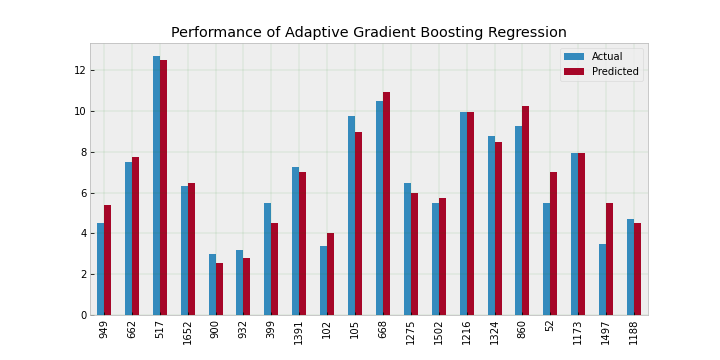 Performance of Adaptive Gradient Boosting Regression
Actual
Predicted
12
10
8
6
4
2
0
949 662 517 1652 900 932 399 1391 102 105 668 1275 1502 1216 1324 860 52 1173 1497 1188